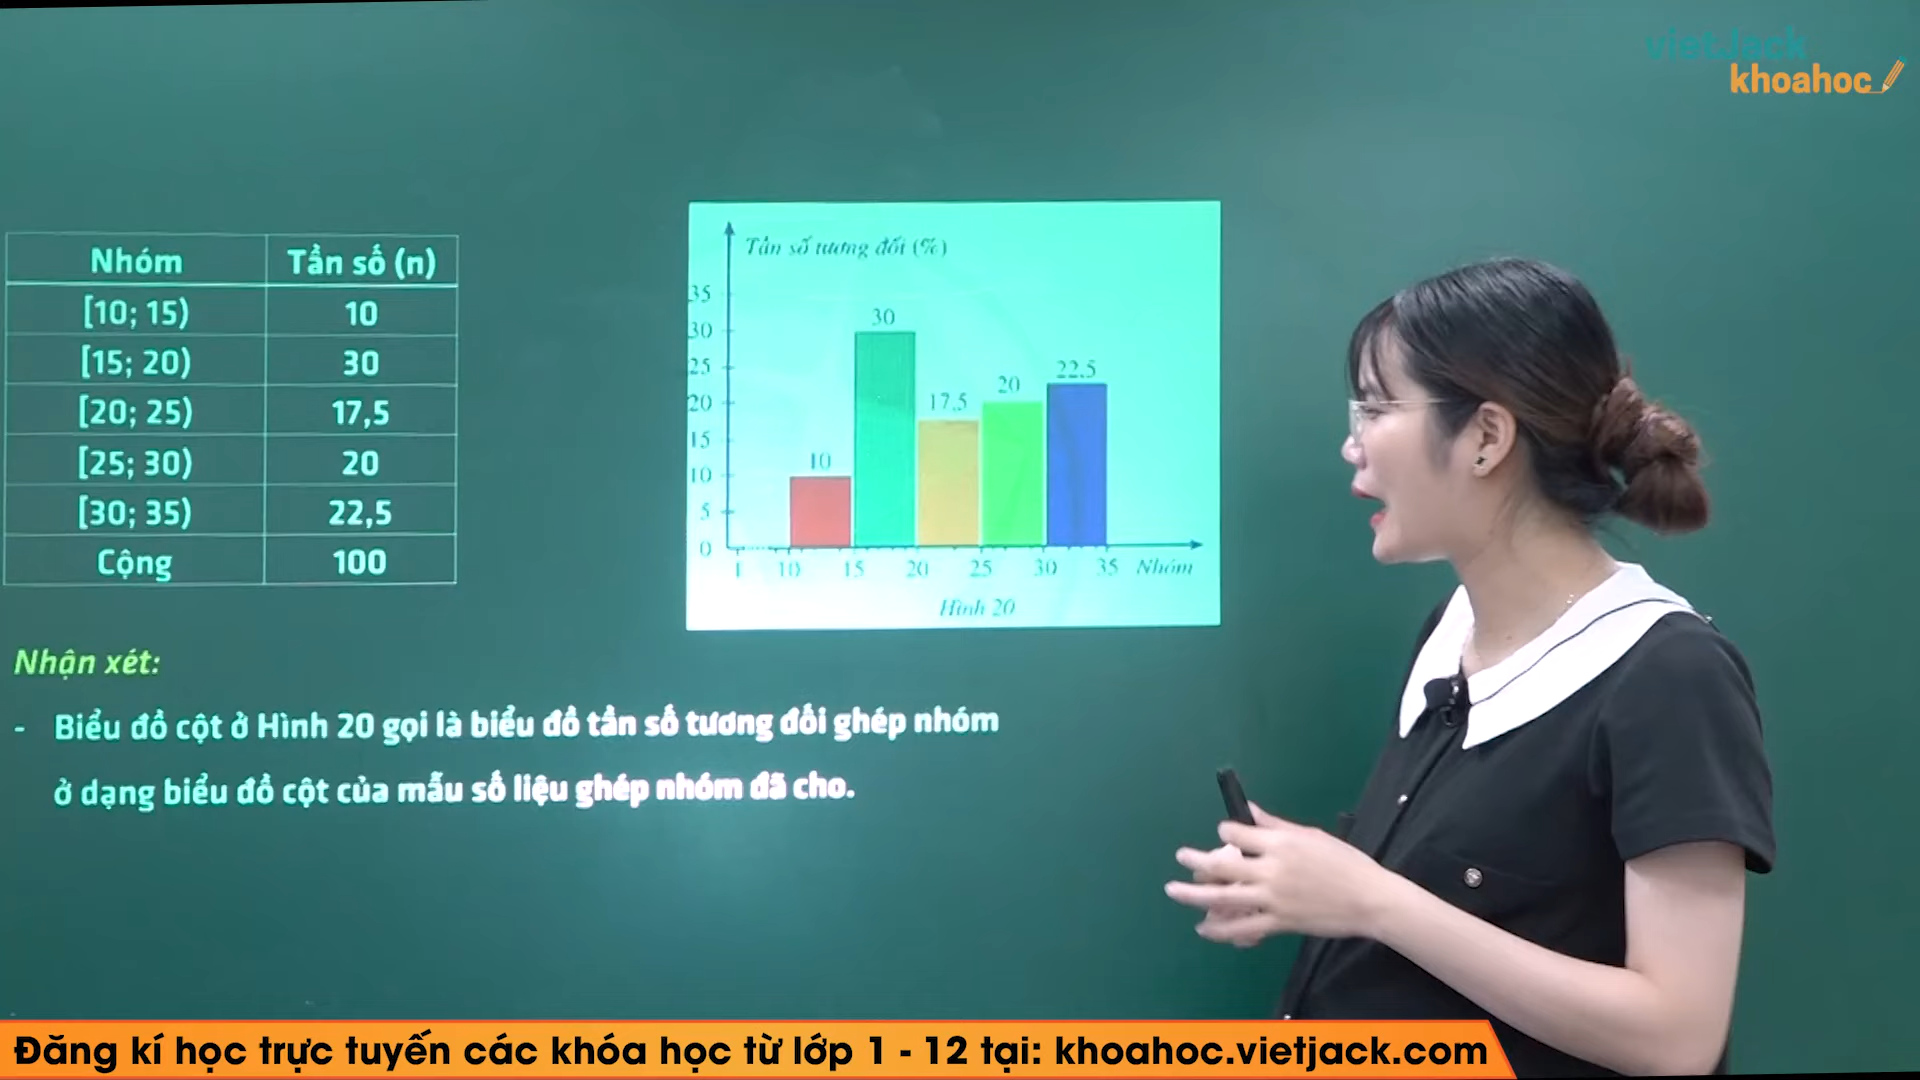 vietJack
khoahoc
Nhóm Tần số (n)
[10; 15) 10
[15; 20) 30
[20; 25) 17,5
[25; 30) 20
[30; 35) 22,5
Cộng 100
Tần số tương đối (%)
35
30
25
20
15
10
5
0
10
30
17,5
20
22,5
1 10 15 20 25 30 35 Nhóm
Hình 20
Nhận xét:
- Biểu đồ cột ở Hình 20 gọi là biểu đồ tần số tương đối ghép nhóm
ở dạng biểu đồ cột của mẫu số liệu ghép nhóm đã cho.
Đăng kí học trực tuyến các khóa học từ lớp 1 - 12 tại: khoahoc.vietjack.com